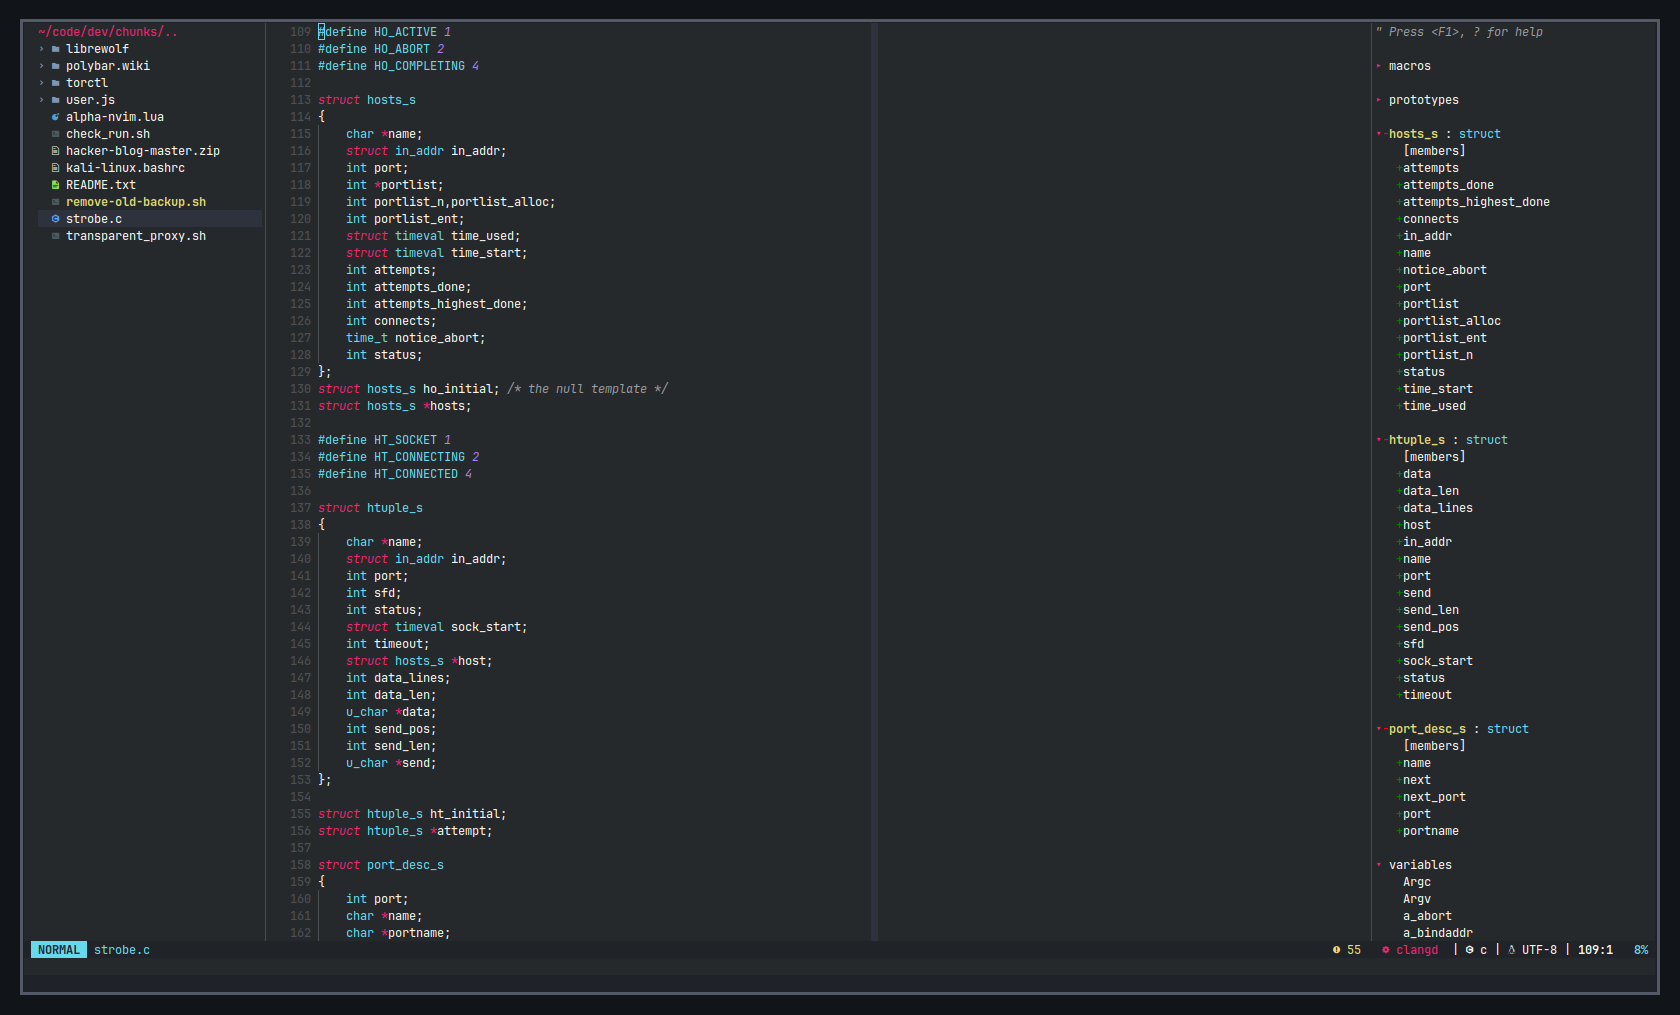 ~/code/dev/chunks/..
› librewolf
› polybar.wiki
› torctl
› user.js
alpha-nvim.lua
check_run.sh
hacker-blog-master.zip
kali-linux.bashrc
README.txt
remove-old-backup.sh
strobe.c
transparent_proxy.sh
109 #define HO_ACTIVE 1
110 #define HO_ABORT 2
111 #define HO_COMPLETING 4
112
113 struct hosts_s
114 {
115     char *name;
116     struct in_addr in_addr;
117     int port;
118     int *portlist;
119     int portlist_n,portlist_alloc;
120     int portlist_ent;
121     struct timeval time_used;
122     struct timeval time_start;
123     int attempts;
124     int attempts_done;
125     int attempts_highest_done;
126     int connects;
127     time_t notice_abort;
128     int status;
129 };
130 struct hosts_s ho_initial; /* the null template */
131 struct hosts_s *hosts;
132
133 #define HT_SOCKET 1
134 #define HT_CONNECTING 2
135 #define HT_CONNECTED 4
136
137 struct htuple_s
138 {
139     char *name;
140     struct in_addr in_addr;
141     int port;
142     int sfd;
143     int status;
144     struct timeval sock_start;
145     int timeout;
146     struct hosts_s *host;
147     int data_lines;
148     int data_len;
149     u_char *data;
150     int send_pos;
151     int send_len;
152     u_char *send;
153 };
154
155 struct htuple_s ht_initial;
156 struct htuple_s *attempt;
157
158 struct port_desc_s
159 {
160     int port;
161     char *name;
162     char *portname;
" Press <F1>, ? for help
▸ macros
▸ prototypes
▾-hosts_s : struct
[members]
+attempts
+attempts_done
+attempts_highest_done
+connects
+in_addr
+name
+notice_abort
+port
+portlist
+portlist_alloc
+portlist_ent
+portlist_n
+status
+time_start
+time_used
▾-htuple_s : struct
[members]
+data
+data_len
+data_lines
+host
+in_addr
+name
+port
+send
+send_len
+send_pos
+sfd
+sock_start
+status
+timeout
▾-port_desc_s : struct
[members]
+name
+next
+next_port
+port
+portname
▾ variables
Argc
Argv
a_abort
a_bindaddr
NORMAL strobe.c 55 clangd | c | UTF-8 | 109:1 8%